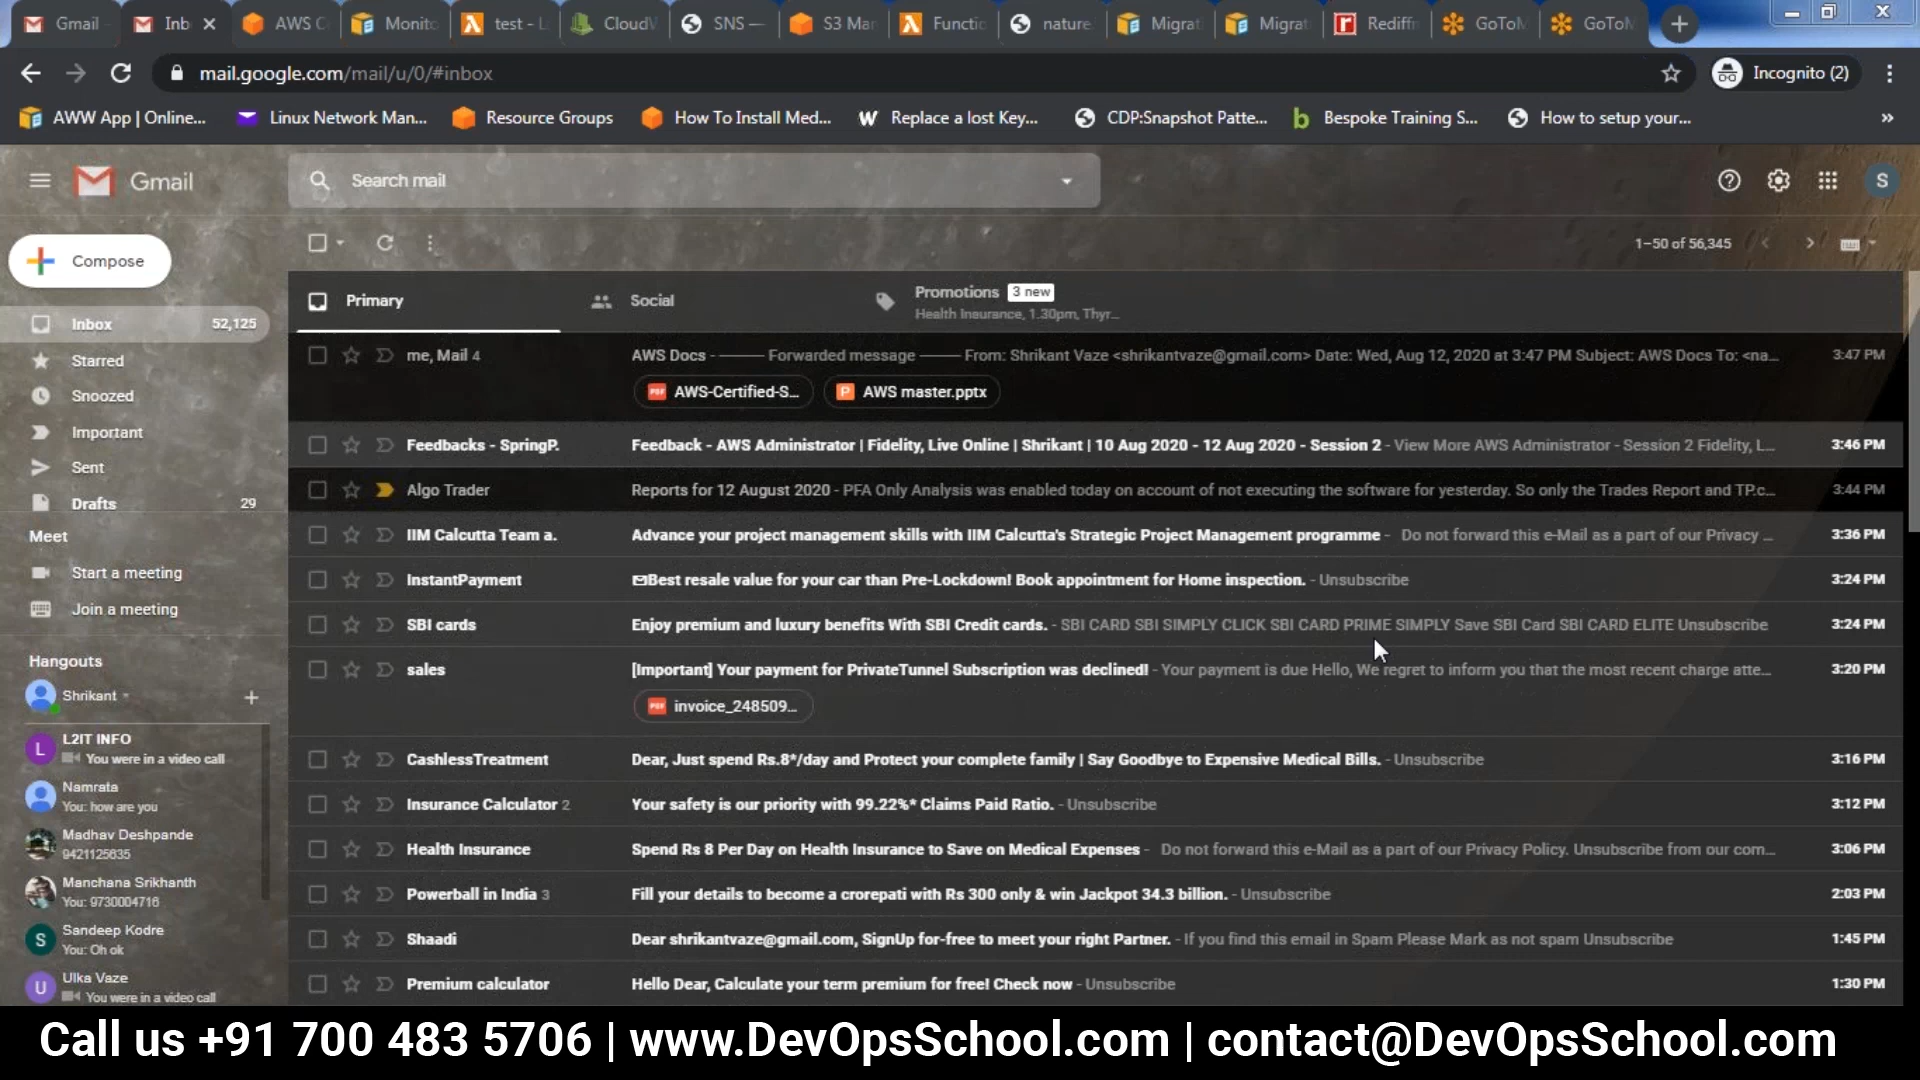 Gmail
Inb
AWS C
Monito
test - L
CloudW
SNS —
S3 Mar
Functio
nature.
Migrat
Migrat
Rediffm
GoToM
GoToM
mail.google.com/mail/u/0/#inbox
Incognito (2)
AWW App | Online...
Linux Network Man...
Resource Groups
How To Install Med...
Replace a lost Key...
CDP:Snapshot Patte...
Bespoke Training S...
How to setup your...
Gmail
Search mail
S
Compose
1–50 of 56,345
Primary
Social
Promotions 3 new
Health Insurance, 1.30pm, Thyr...
Inbox 52,125
Starred
Snoozed
Important
Sent
Drafts 29
Meet
Start a meeting
Join a meeting
Hangouts
Shrikant
L
L2IT INFO
You were in a video call
Namrata
You: how are you
Madhav Deshpande
9421125635
Manchana Srikhanth
You: 9730004716
S
Sandeep Kodre
You: Oh ok
U
Ulka Vaze
You were in a video call
me, Mail 4 AWS Docs - ——— Forwarded message ——— From: Shrikant Vaze <shrikantvaze@gmail.com> Date: Wed, Aug 12, 2020 at 3:47 PM Subject: AWS Docs To: <na... 3:47 PM
PDF AWS-Certified-S... P AWS master.pptx
Feedbacks - SpringP. Feedback - AWS Administrator | Fidelity, Live Online | Shrikant | 10 Aug 2020 - 12 Aug 2020 - Session 2 - View More AWS Administrator - Session 2 Fidelity, L... 3:46 PM
Algo Trader Reports for 12 August 2020 - PFA Only Analysis was enabled today on account of not executing the software for yesterday. So only the Trades Report and TP.c... 3:44 PM
IIM Calcutta Team a. Advance your project management skills with IIM Calcutta's Strategic Project Management programme - Do not forward this e-Mail as a part of our Privacy ... 3:36 PM
InstantPayment Best resale value for your car than Pre-Lockdown! Book appointment for Home inspection. - Unsubscribe 3:24 PM
SBI cards Enjoy premium and luxury benefits With SBI Credit cards. - SBI CARD SBI SIMPLY CLICK SBI CARD PRIME SIMPLY Save SBI Card SBI CARD ELITE Unsubscribe 3:24 PM
sales [Important] Your payment for PrivateTunnel Subscription was declined! - Your payment is due Hello, We regret to inform you that the most recent charge atte... 3:20 PM
PDF invoice_248509...
CashlessTreatment Dear, Just spend Rs.8*/day and Protect your complete family | Say Goodbye to Expensive Medical Bills. - Unsubscribe 3:16 PM
Insurance Calculator 2 Your safety is our priority with 99.22%* Claims Paid Ratio. - Unsubscribe 3:12 PM
Health Insurance Spend Rs 8 Per Day on Health Insurance to Save on Medical Expenses - Do not forward this e-Mail as a part of our Privacy Policy. Unsubscribe from our com... 3:06 PM
Powerball in India 3 Fill your details to become a crorepati with Rs 300 only & win Jackpot 34.3 billion. - Unsubscribe 2:03 PM
Shaadi Dear shrikantvaze@gmail.com, SignUp for-free to meet your right Partner. - If you find this email in Spam Please Mark as not spam Unsubscribe 1:45 PM
Premium calculator Hello Dear, Calculate your term premium for free! Check now - Unsubscribe 1:30 PM
Call us +91 700 483 5706 | www.DevOpsSchool.com | contact@DevOpsSchool.com